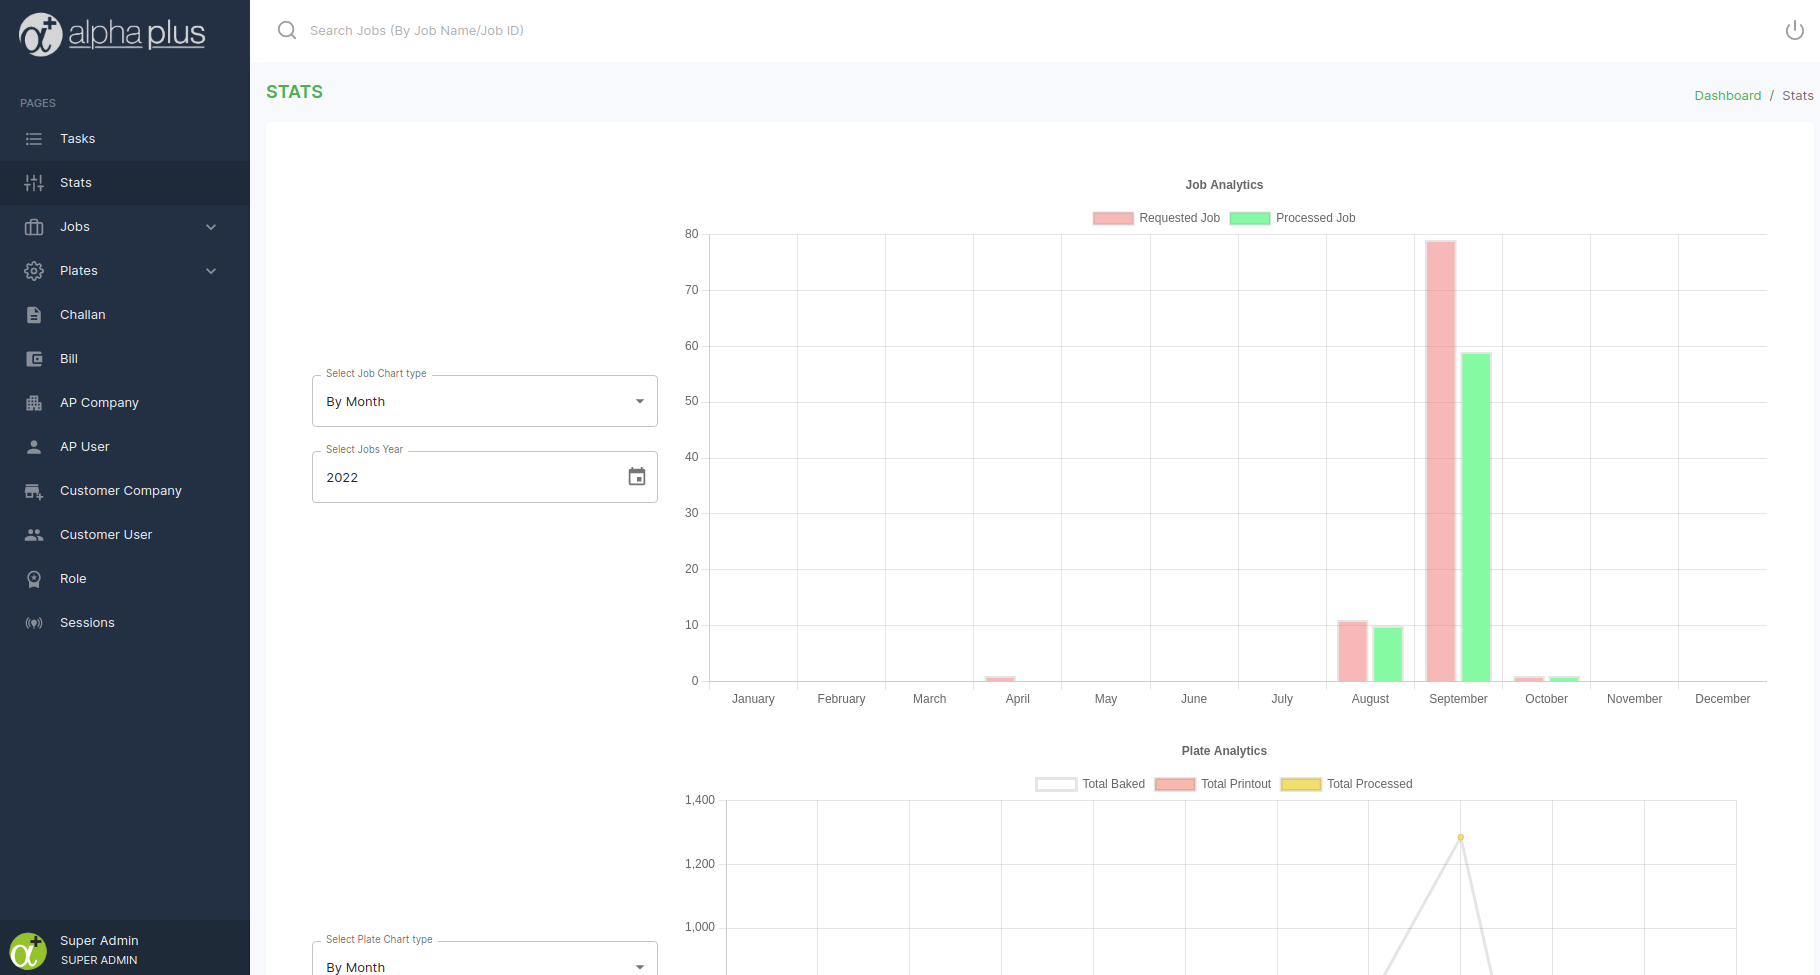 alpha plus
Search Jobs (By Job Name/Job ID)
STATS
Dashboard / Stats
PAGES
Tasks
Stats
Jobs
Plates
Challan
Bill
AP Company
AP User
Customer Company
Customer User
Role
Sessions
Super Admin
SUPER ADMIN
Select Job Chart type
By Month
Select Jobs Year
2022
Job Analytics
Requested Job Processed Job
80
70
60
50
40
30
20
10
0
January February March April May June July August September October November December
Select Plate Chart type
By Month
Plate Analytics
Total Baked Total Printout Total Processed
1,400
1,200
1,000